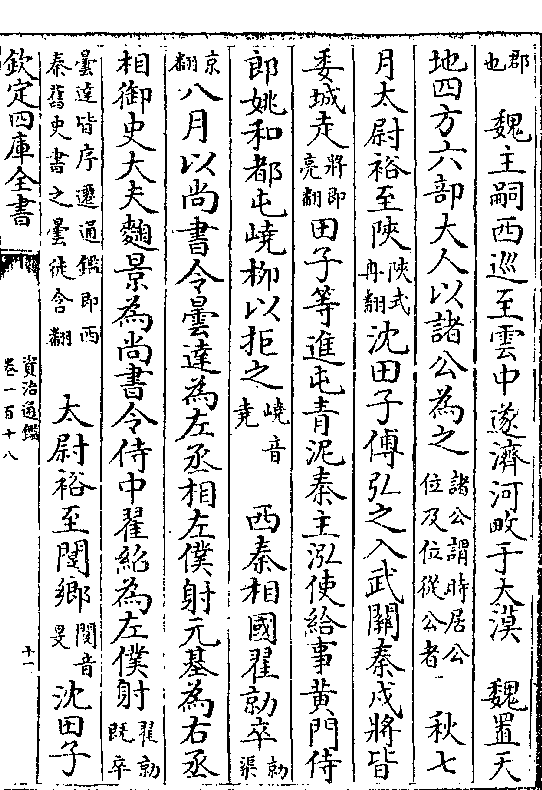 郡也　魏主嗣西巡至雲中遂濟河畋于大漠　魏置天
地四方六部大人以諸公為之諸公謂時居公位及位從公者　秋七
月太尉裕至陝陜式冉翻沈田子傅弘之入武關秦戍將皆
委城走將即亮翻田子等進屯青泥秦主泓使給事黄門侍
郎姚和都屯嶢柳以拒之嶢音堯　西秦相國翟勍卒勍渠
京翻八月以尚書令曇達為左丞相左僕射元基為右丞
相御史大夫麴景為尚書令侍中翟紹為左僕射翟勍既卒
曇達皆序遷通鑑即西秦舊史書之曇徒含翻　太尉裕至閿鄉閿音旻沈田子
欽定四庫全書　資治通鑑卷一百十八　十一